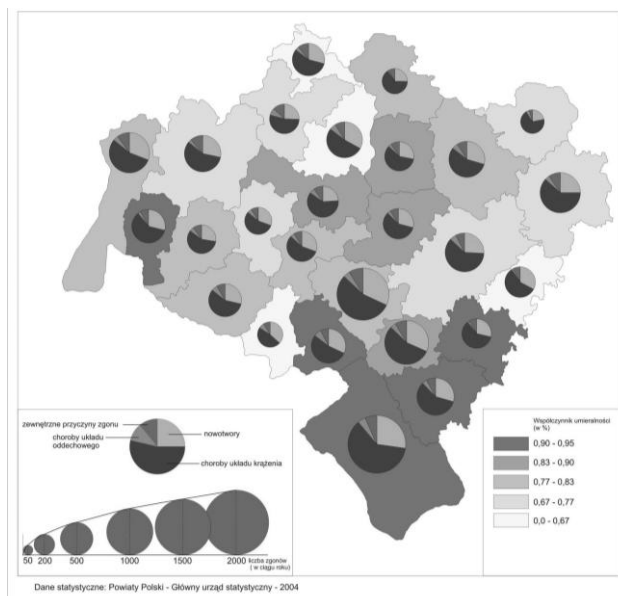 zewnętrzne przyczyny zgonu
choroby układu
oddechowego
nowotwory
choroby układu krążenia
50 200 500 1000 1500 2000
liczba zgonów
( w ciągu roku)
Współczynnik umieralności
(w %)
0,90 - 0,95
0,83 - 0,90
0,77 - 0,83
0,67 - 0,77
0,0 - 0,67
Dane statystyczne: Powiaty Polski - Główny urząd statystyczny - 2004